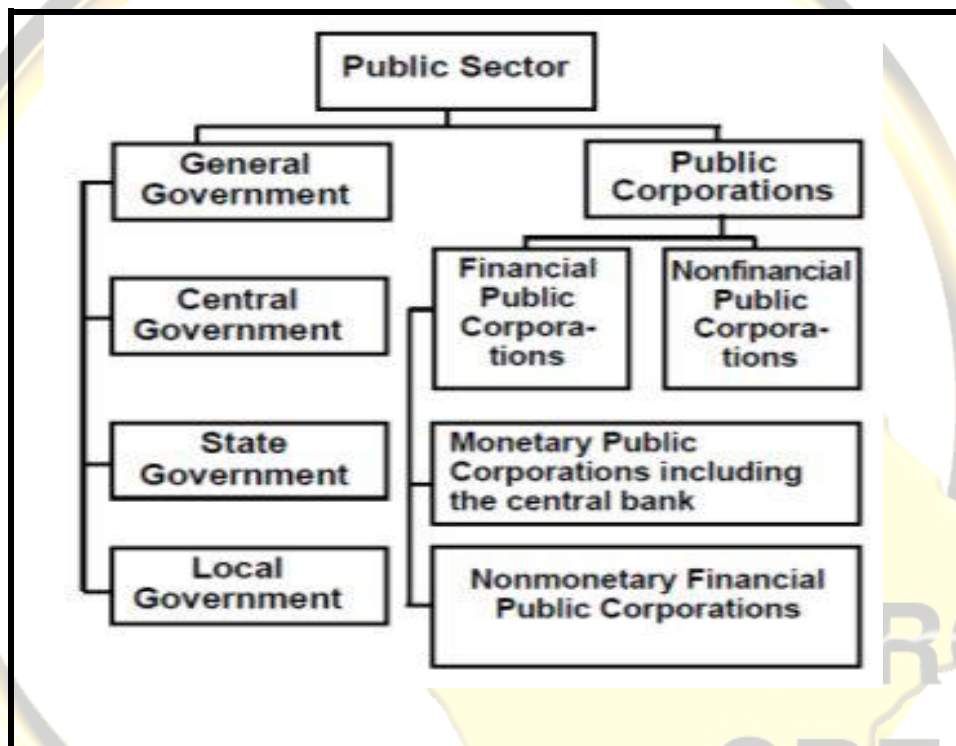 Public Sector
General
Government
Public
Corporations
Financial
Public
Corpora-
tions
Nonfinancial
Public
Corpora-
tions
Central
Government
State
Government
Monetary Public
Corporations including
the central bank
Local
Government
Nonmonetary Financial
Public Corporations